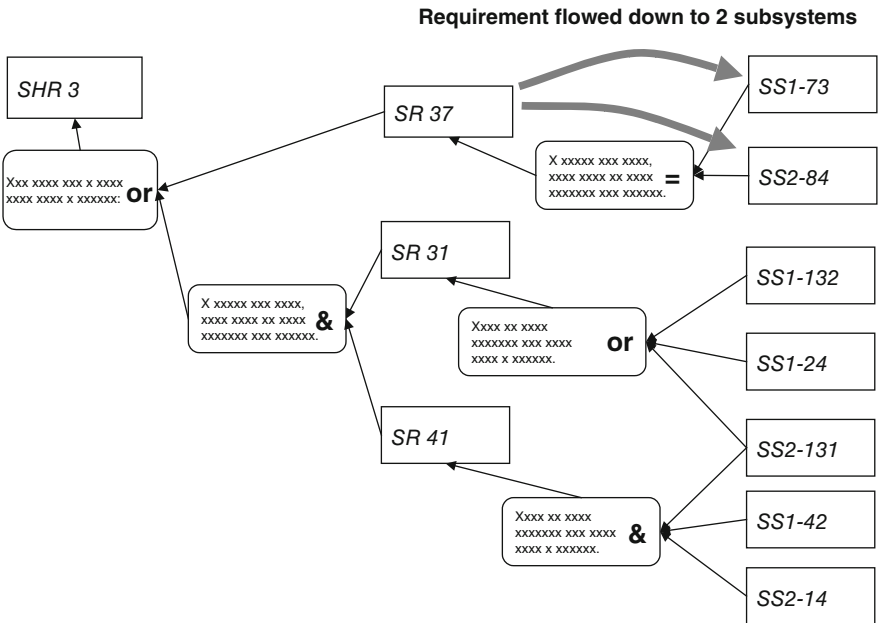 Requirement flowed down to 2 subsystems
SHR 3
SR 37
SS1-73
Xxx xxxx xxx x xxxx
xxxx xxxx x xxxxxx:
or
X xxxxx xxx xxxx,
xxxx xxxx xx xxxx
xxxxxxx xxx xxxxxx.
=
SS2-84
SR 31
SS1-132
X xxxxx xxx xxxx,
xxxx xxxx xx xxxx
xxxxxxx xxx xxxxxx.
&
Xxxx xx xxxx
xxxxxxx xxx xxxx
xxxx x xxxxxx.
or
SS1-24
SR 41
SS2-131
Xxxx xx xxxx
xxxxxxx xxx xxxx
xxxx x xxxxxx.
&
SS1-42
SS2-14